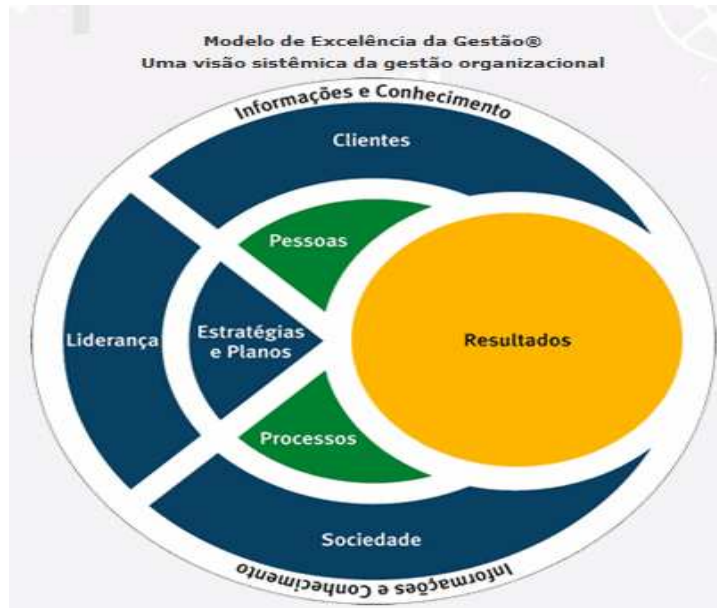 Modelo de Excelência da Gestão®
Uma visão sistêmica da gestão organizacional
Informações e Conhecimento
Clientes
Pessoas
Liderança
Estratégias
e Planos
Resultados
Processos
Sociedade
Informações e Conhecimento